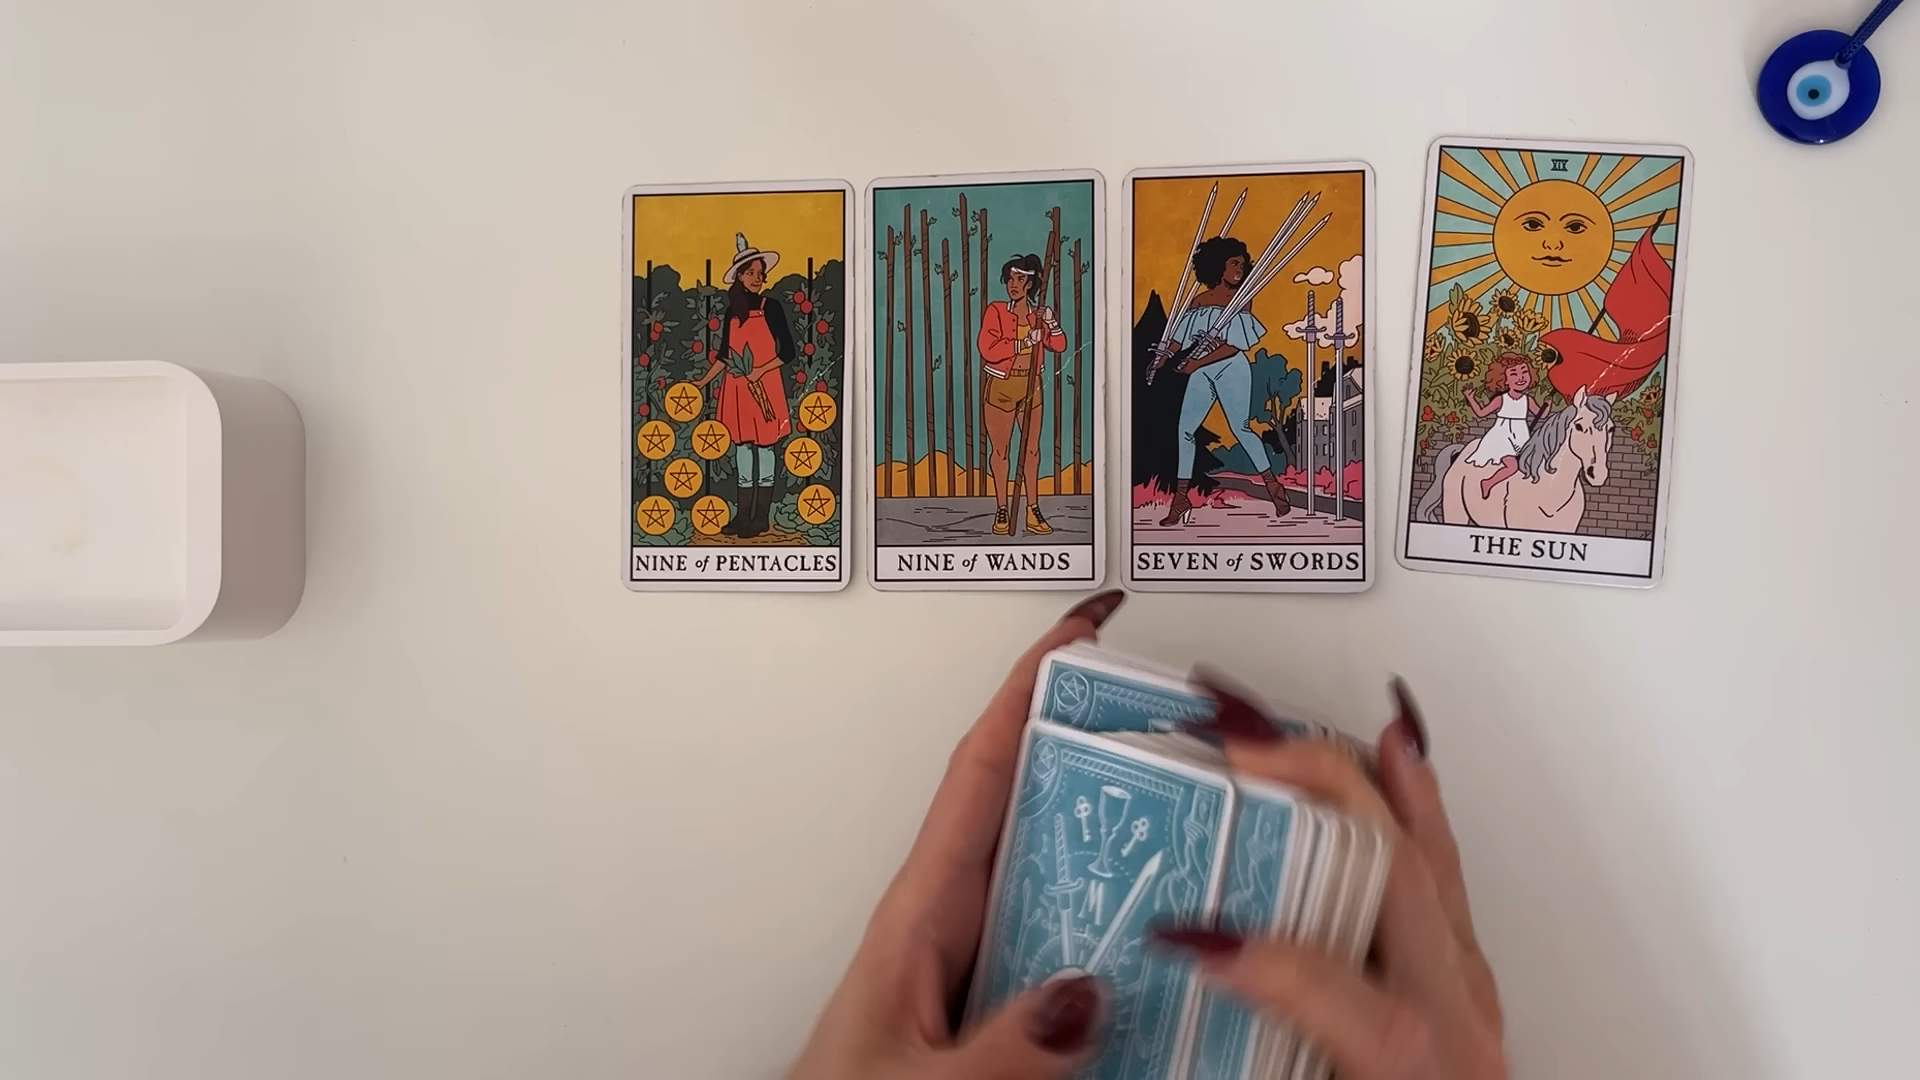 NINE of PENTACLES
NINE of WANDS
SEVEN of SWORDS
XIX
THE SUN
M